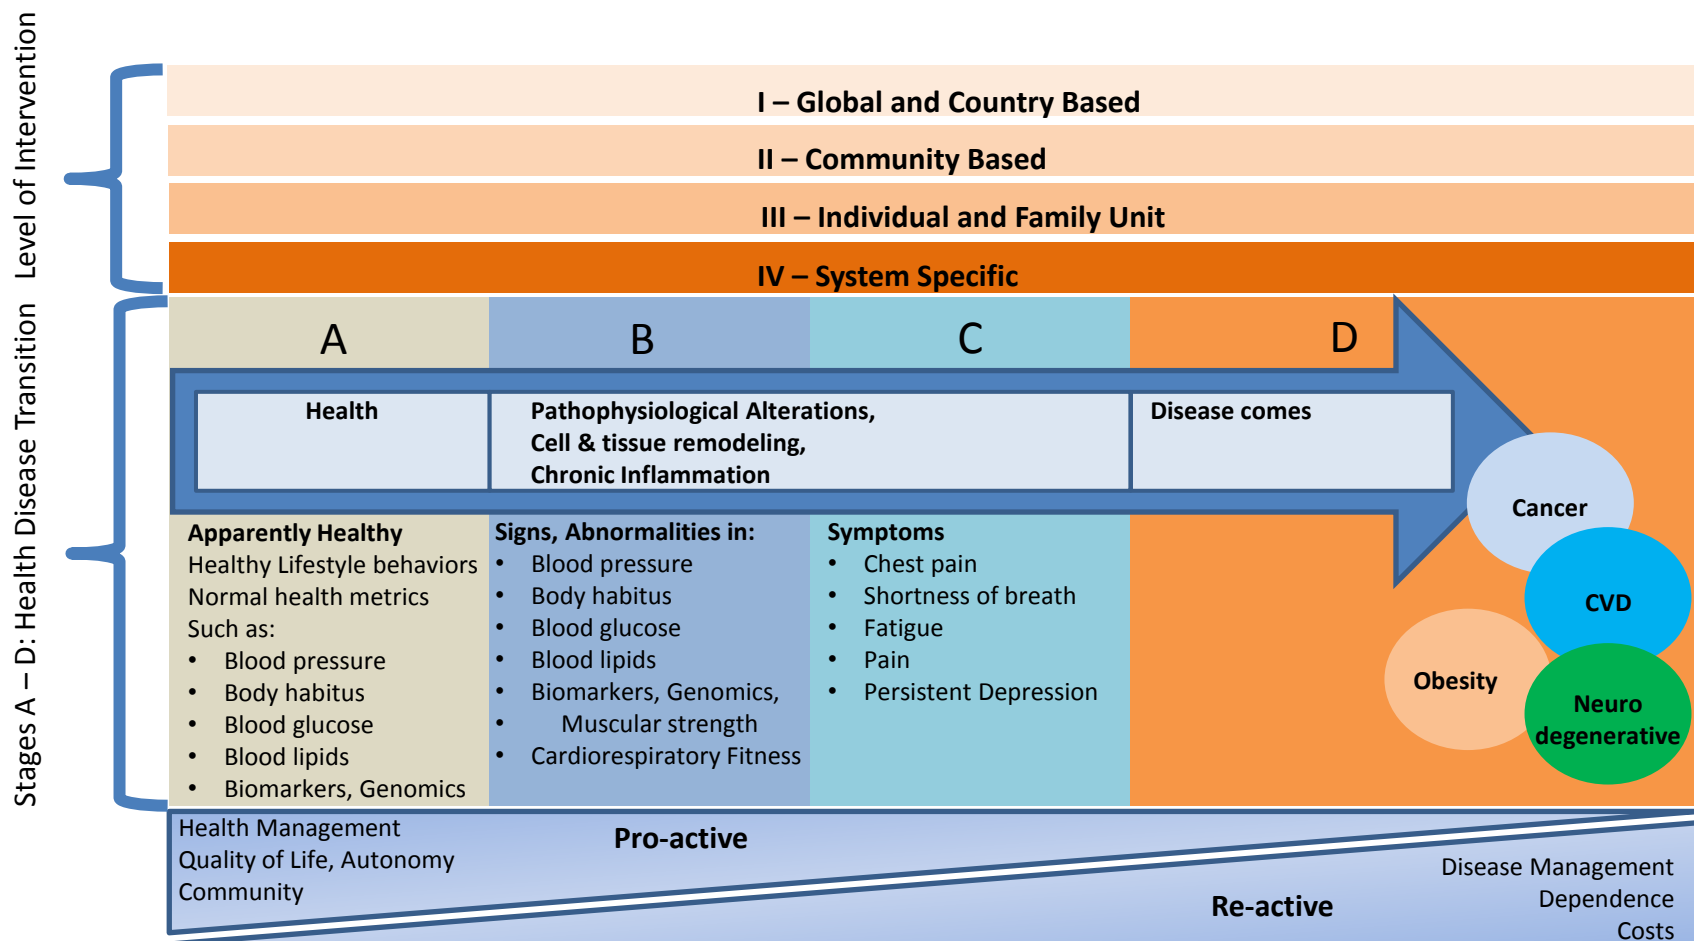 Level of Intervention
I – Global and Country Based
II – Community Based
III – Individual and Family Unit
IV – System Specific
Stages A – D: Health Disease Transition
A
B
C
D
Health
Pathophysiological Alterations,
Cell & tissue remodeling,
Chronic Inflammation
Disease comes
Apparently Healthy
Healthy Lifestyle behaviors
Normal health metrics
Such as:
• Blood pressure
• Body habitus
• Blood glucose
• Blood lipids
• Biomarkers, Genomics
Signs, Abnormalities in:
• Blood pressure
• Body habitus
• Blood glucose
• Blood lipids
• Biomarkers, Genomics,
• Muscular strength
• Cardiorespiratory Fitness
Symptoms
• Chest pain
• Shortness of breath
• Fatigue
• Pain
• Persistent Depression
Cancer
CVD
Obesity
Neuro
degenerative
Health Management
Quality of Life, Autonomy
Community
Pro-active
Re-active
Disease Management
Dependence
Costs